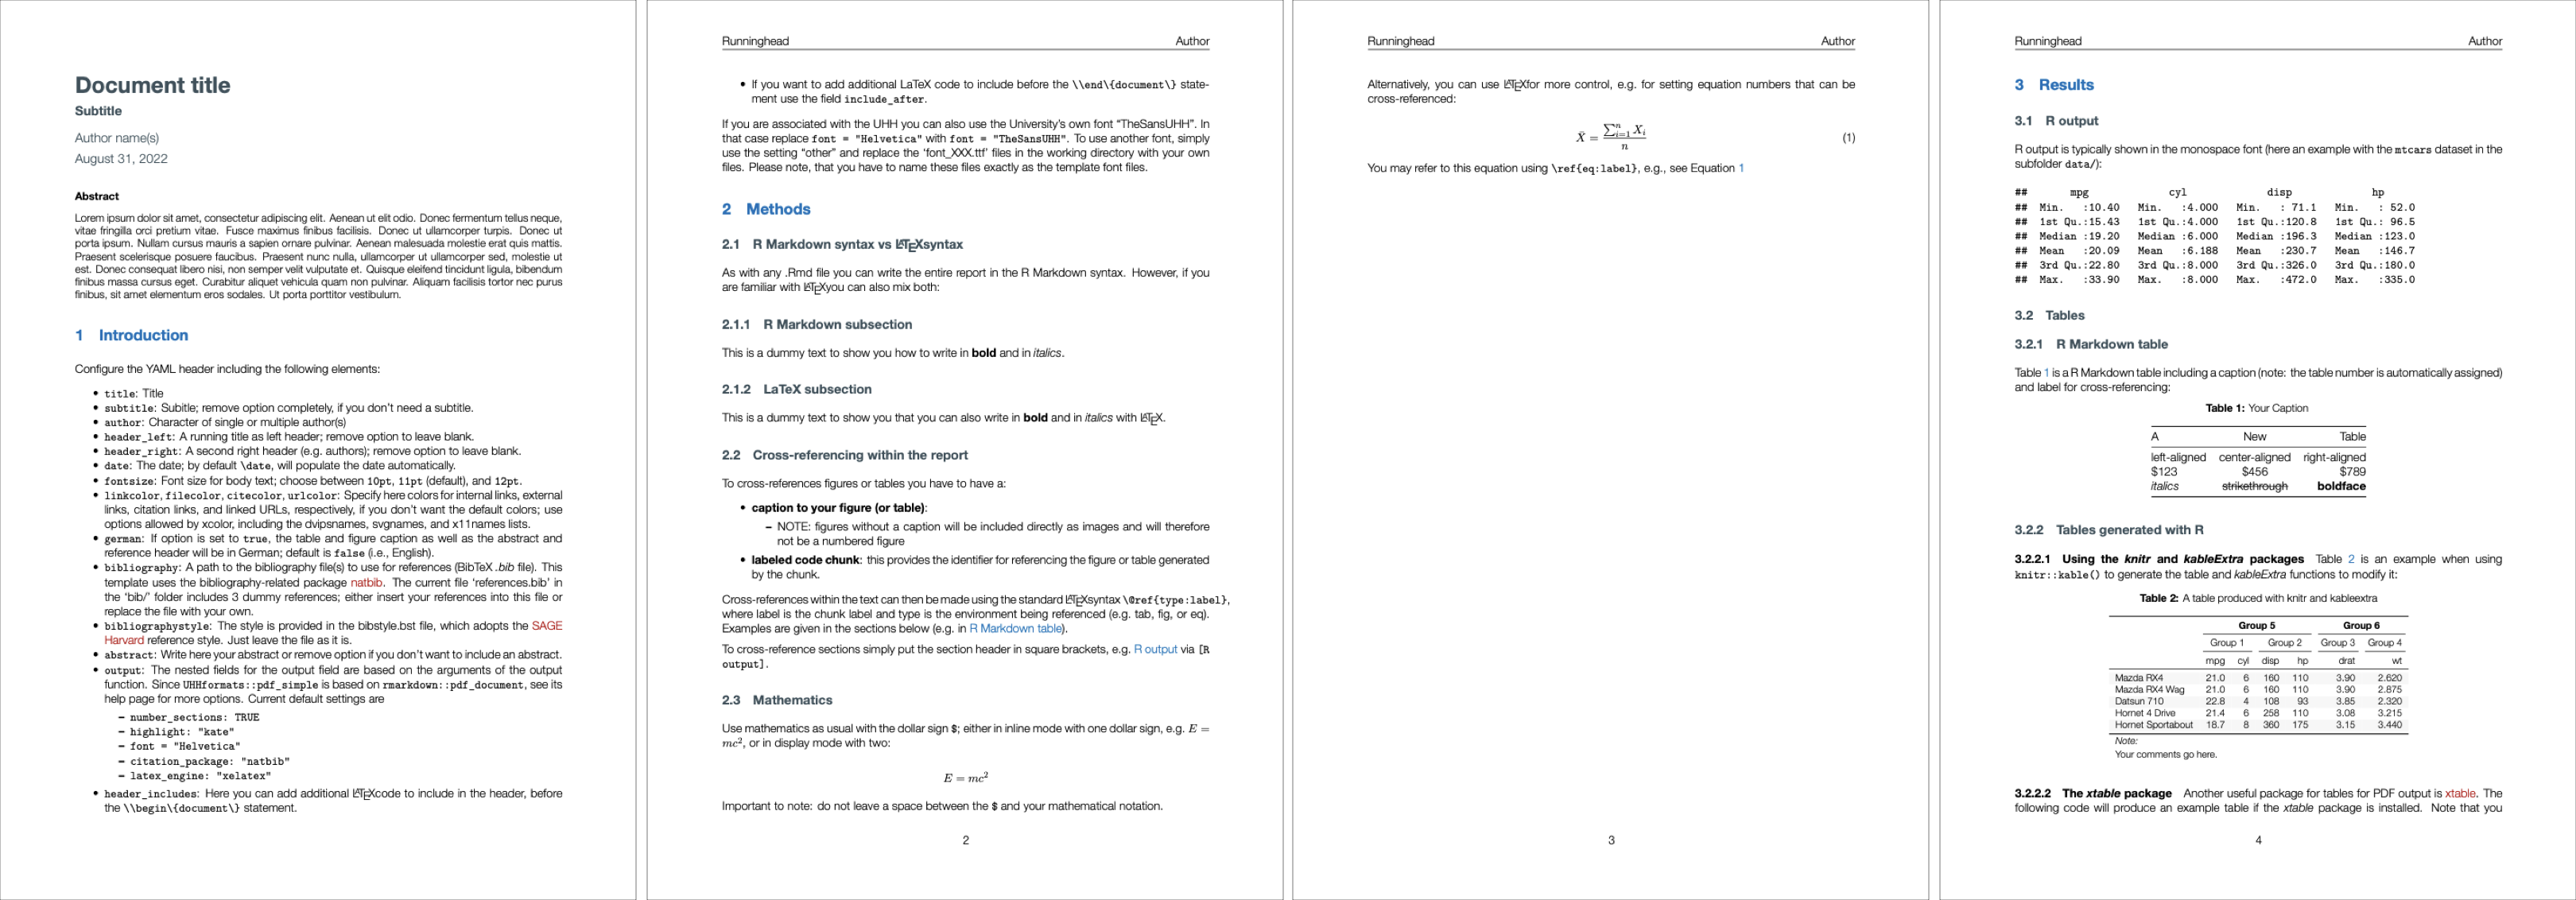 Document title
Subtitle
Author name(s)
August 31, 2022
Abstract
Lorem ipsum dolor sit amet, consectetur adipiscing elit. Aenean ut elit odio. Donec fermentum tellus neque,
vitae fringilla orci pretium vitae. Fusce maximus finibus facilisis. Donec ut ullamcorper turpis. Donec ut
porta ipsum. Nullam cursus mauris a sapien ornare pulvinar. Aenean malesuada molestie erat quis mattis.
Praesent scelerisque posuere faucibus. Praesent nunc nulla, ullamcorper ut ullamcorper sed, molestie ut
est. Donec consequat libero nisi, non semper velit vulputate et. Quisque eleifend tincidunt ligula, bibendum
finibus massa cursus eget. Curabitur aliquet vehicula quam non pulvinar. Aliquam facilisis tortor nec purus
finibus, sit amet elementum eros sodales. Ut porta porttitor vestibulum.
1 Introduction
Configure the YAML header including the following elements:
• title: Title
• subtitle: Subitle; remove option completely, if you don't need a subtitle.
• author: Character of single or multiple author(s)
• header_left: A running title as left header; remove option to leave blank.
• header_right: A second right header (e.g. authors); remove option to leave blank.
• date: The date; by default \date, will populate the date automatically.
• fontsize: Font size for body text; choose between 10pt, 11pt (default), and 12pt.
• linkcolor, filecolor, citecolor, urlcolor: Specify here colors for internal links, external
links, citation links, and linked URLs, respectively, if you don't want the default colors; use
options allowed by xcolor, including the dvipsnames, svgnames, and x11names lists.
• german: If option is set to true, the table and figure caption as well as the abstract and
reference header will be in German; default is false (i.e., English).
• bibliography: A path to the bibliography file(s) to use for references (BibTeX .bib file). This
template uses the bibliography-related package natbib. The current file 'references.bib' in
the 'bib/' folder includes 3 dummy references; either insert your references into this file or
replace the file with your own.
• bibliographystyle: The style is provided in the bibstyle.bst file, which adopts the SAGE
Harvard reference style. Just leave the file as it is.
• abstract: Write here your abstract or remove option if you don't want to include an abstract.
• output: The nested fields for the output field are based on the arguments of the output
function. Since UHHformats::pdf_simple is based on rmarkdown::pdf_document, see its
help page for more options. Current default settings are
– number_sections: TRUE
– highlight: "kate"
– font = "Helvetica"
– citation_package: "natbib"
– latex_engine: "xelatex"
• header_includes: Here you can add additional LATEXcode to include in the header, before
the \\begin\{document\} statement.
Runninghead Author
• If you want to add additional LaTeX code to include before the \\end\{document\} state-
ment use the field include_after.
If you are associated with the UHH you can also use the University's own font “TheSansUHH”. In
that case replace font = "Helvetica" with font = "TheSansUHH". To use another font, simply
use the setting “other” and replace the ‘font_XXX.ttf’ files in the working directory with your own
files. Please note, that you have to name these files exactly as the template font files.
2 Methods
2.1 R Markdown syntax vs LATEXsyntax
As with any .Rmd file you can write the entire report in the R Markdown syntax. However, if you
are familiar with LATEXyou can also mix both:
2.1.1 R Markdown subsection
This is a dummy text to show you how to write in bold and in italics.
2.1.2 LaTeX subsection
This is a dummy text to show you that you can also write in bold and in italics with LATEX.
2.2 Cross-referencing within the report
To cross-references figures or tables you have to have a:
• caption to your figure (or table):
– NOTE: figures without a caption will be included directly as images and will therefore
not be a numbered figure
• labeled code chunk: this provides the identifier for referencing the figure or table generated
by the chunk.
Cross-references within the text can then be made using the standard LATEXsyntax \@ref{type:label},
where label is the chunk label and type is the environment being referenced (e.g. tab, fig, or eq).
Examples are given in the sections below (e.g. in R Markdown table).
To cross-reference sections simply put the section header in square brackets, e.g. R output via [R
output].
2.3 Mathematics
Use mathematics as usual with the dollar sign $; either in inline mode with one dollar sign, e.g. E =
mc², or in display mode with two:
E = mc²
Important to note: do not leave a space between the $ and your mathematical notation.
2
Runninghead Author
Alternatively, you can use LATEXfor more control, e.g. for setting equation numbers that can be
cross-referenced:
X̄ = ∑ⁿᵢ₌₁ Xᵢ / n (1)
You may refer to this equation using \ref{eq:label}, e.g., see Equation 1
3
Runninghead Author
3 Results
3.1 R output
R output is typically shown in the monospace font (here an example with the mtcars dataset in the
subfolder data/):
## mpg cyl disp hp
## Min. :10.40 Min. :4.000 Min. : 71.1 Min. : 52.0
## 1st Qu.:15.43 1st Qu.:4.000 1st Qu.:120.8 1st Qu.: 96.5
## Median :19.20 Median :6.000 Median :196.3 Median :123.0
## Mean :20.09 Mean :6.188 Mean :230.7 Mean :146.7
## 3rd Qu.:22.80 3rd Qu.:8.000 3rd Qu.:326.0 3rd Qu.:180.0
## Max. :33.90 Max. :8.000 Max. :472.0 Max. :335.0
3.2 Tables
3.2.1 R Markdown table
Table 1 is a R Markdown table including a caption (note: the table number is automatically assigned)
and label for cross-referencing:
Table 1: Your Caption
A New Table
left-aligned center-aligned right-aligned
$123 $456 $789
italics strikethrough boldface
3.2.2 Tables generated with R
3.2.2.1 Using the knitr and kableExtra packages Table 2 is an example when using
knitr::kable() to generate the table and kableExtra functions to modify it:
Table 2: A table produced with knitr and kableextra
Group 5 Group 6
Group 1 Group 2 Group 3 Group 4
mpg cyl disp hp drat wt
Mazda RX4 21.0 6 160 110 3.90 2.620
Mazda RX4 Wag 21.0 6 160 110 3.90 2.875
Datsun 710 22.8 4 108 93 3.85 2.320
Hornet 4 Drive 21.4 6 258 110 3.08 3.215
Hornet Sportabout 18.7 8 360 175 3.15 3.440
Note:
Your comments go here.
3.2.2.2 The xtable package Another useful package for tables for PDF output is xtable. The
following code will produce an example table if the xtable package is installed. Note that you
4